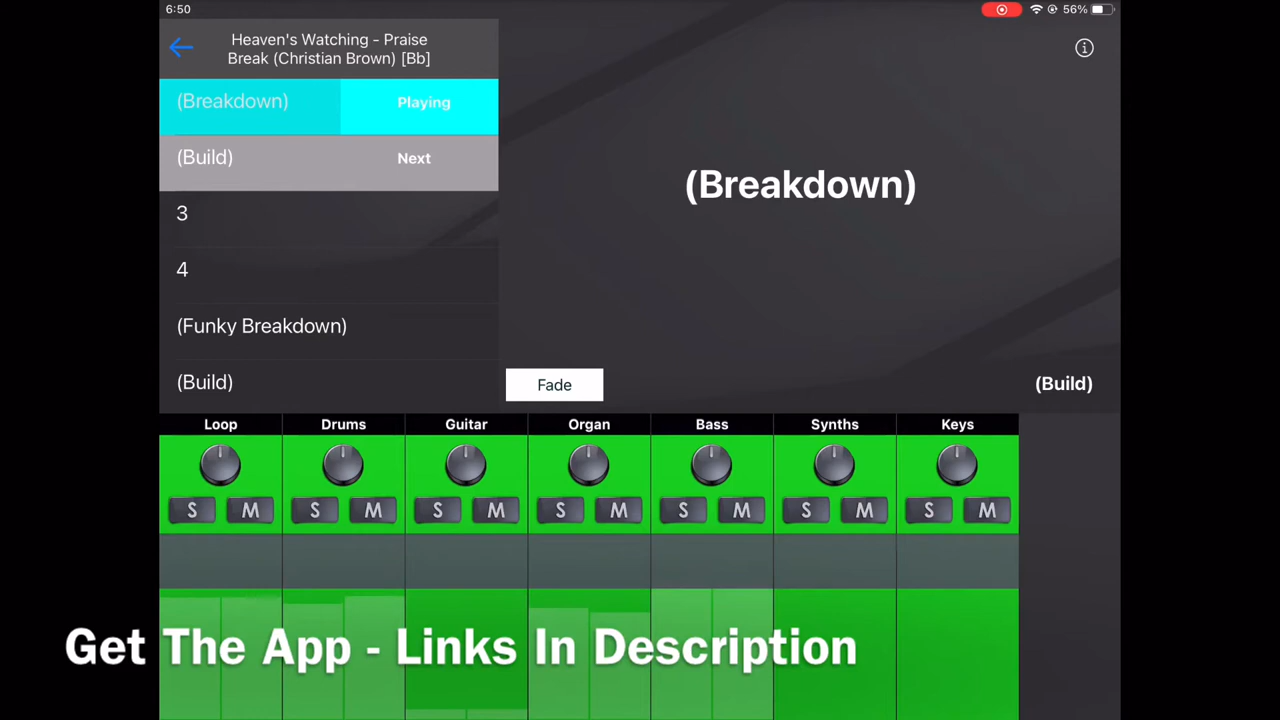 6:50
56%
Heaven's Watching - Praise
Break (Christian Brown) [Bb]
(Breakdown) Playing
(Build) Next
3
4
(Funky Breakdown)
(Build)
(Breakdown)
Fade
(Build)
Loop Drums Guitar Organ Bass Synths Keys
S M S M S M S M S M S M S M
Get The App - Links In Description